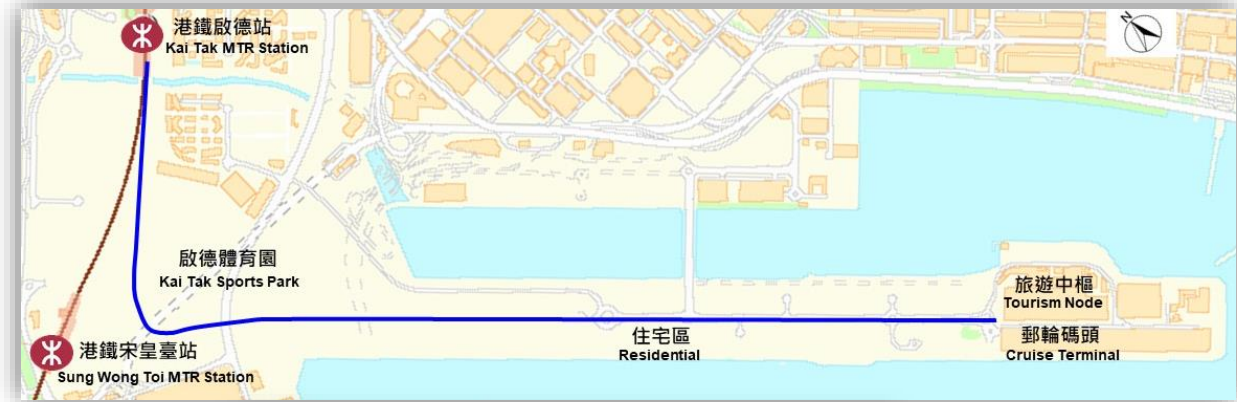 港鐵啟德站
Kai Tak MTR Station
N
啟德體育園
Kai Tak Sports Park
旅遊中樞
Tourism Node
住宅區
Residential
郵輪碼頭
Cruise Terminal
港鐵宋皇臺站
Sung Wong Toi MTR Station